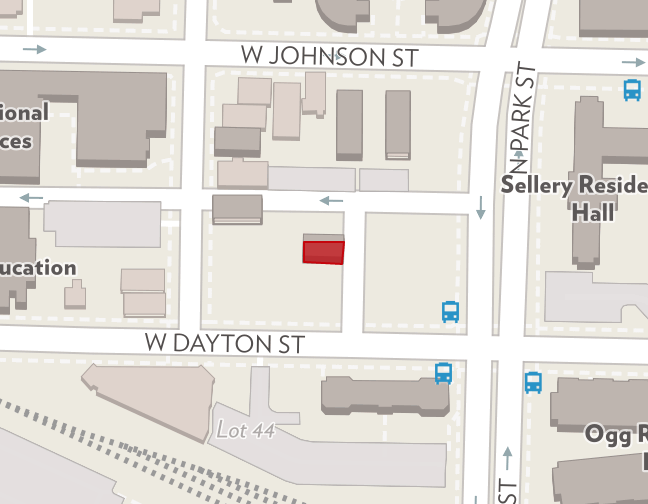 W JOHNSON ST
ional
ces
N PARK ST
Sellery Reside
Hall
ucation
W DAYTON ST
Lot 44
Ogg R
ST